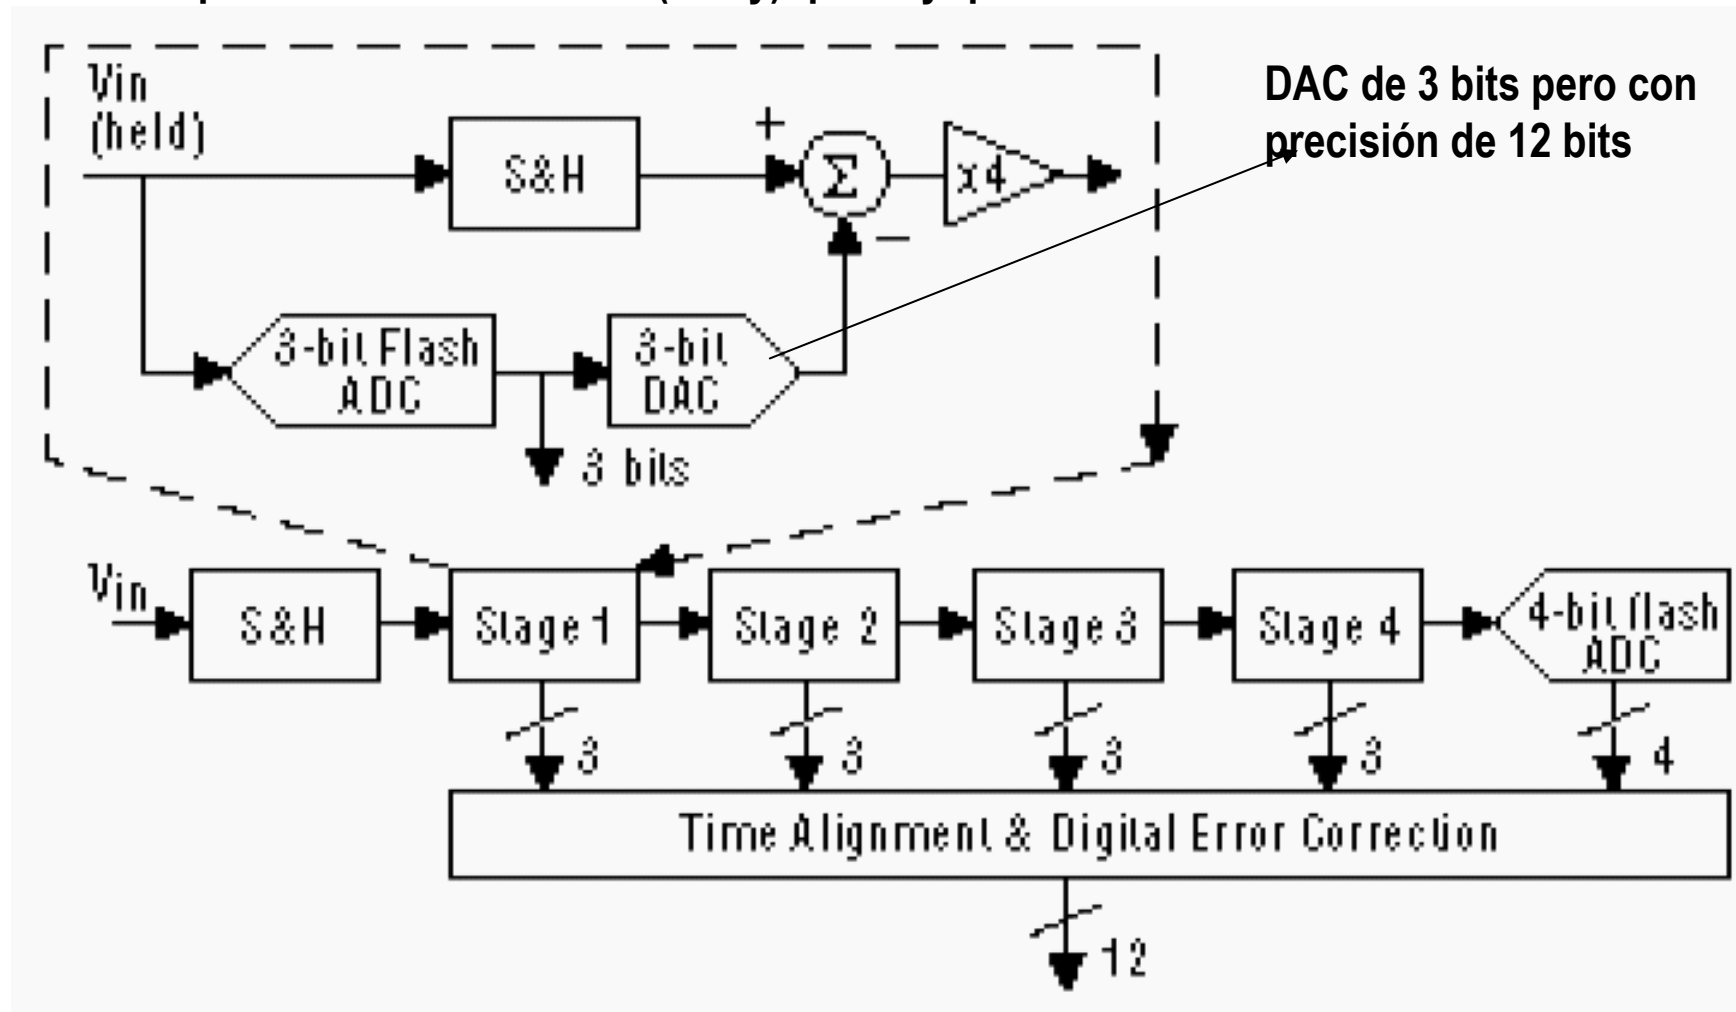 DAC de 3 bits pero con
precisión de 12 bits
Vin
(held)
S&H
+
Σ
x4
−
3-bit Flash
ADC
3-bit
DAC
3 bits
Vin
S&H
Stage 1
Stage 2
Stage 3
Stage 4
4-bit flash
ADC
3
3
3
3
4
Time Alignment & Digital Error Correction
12